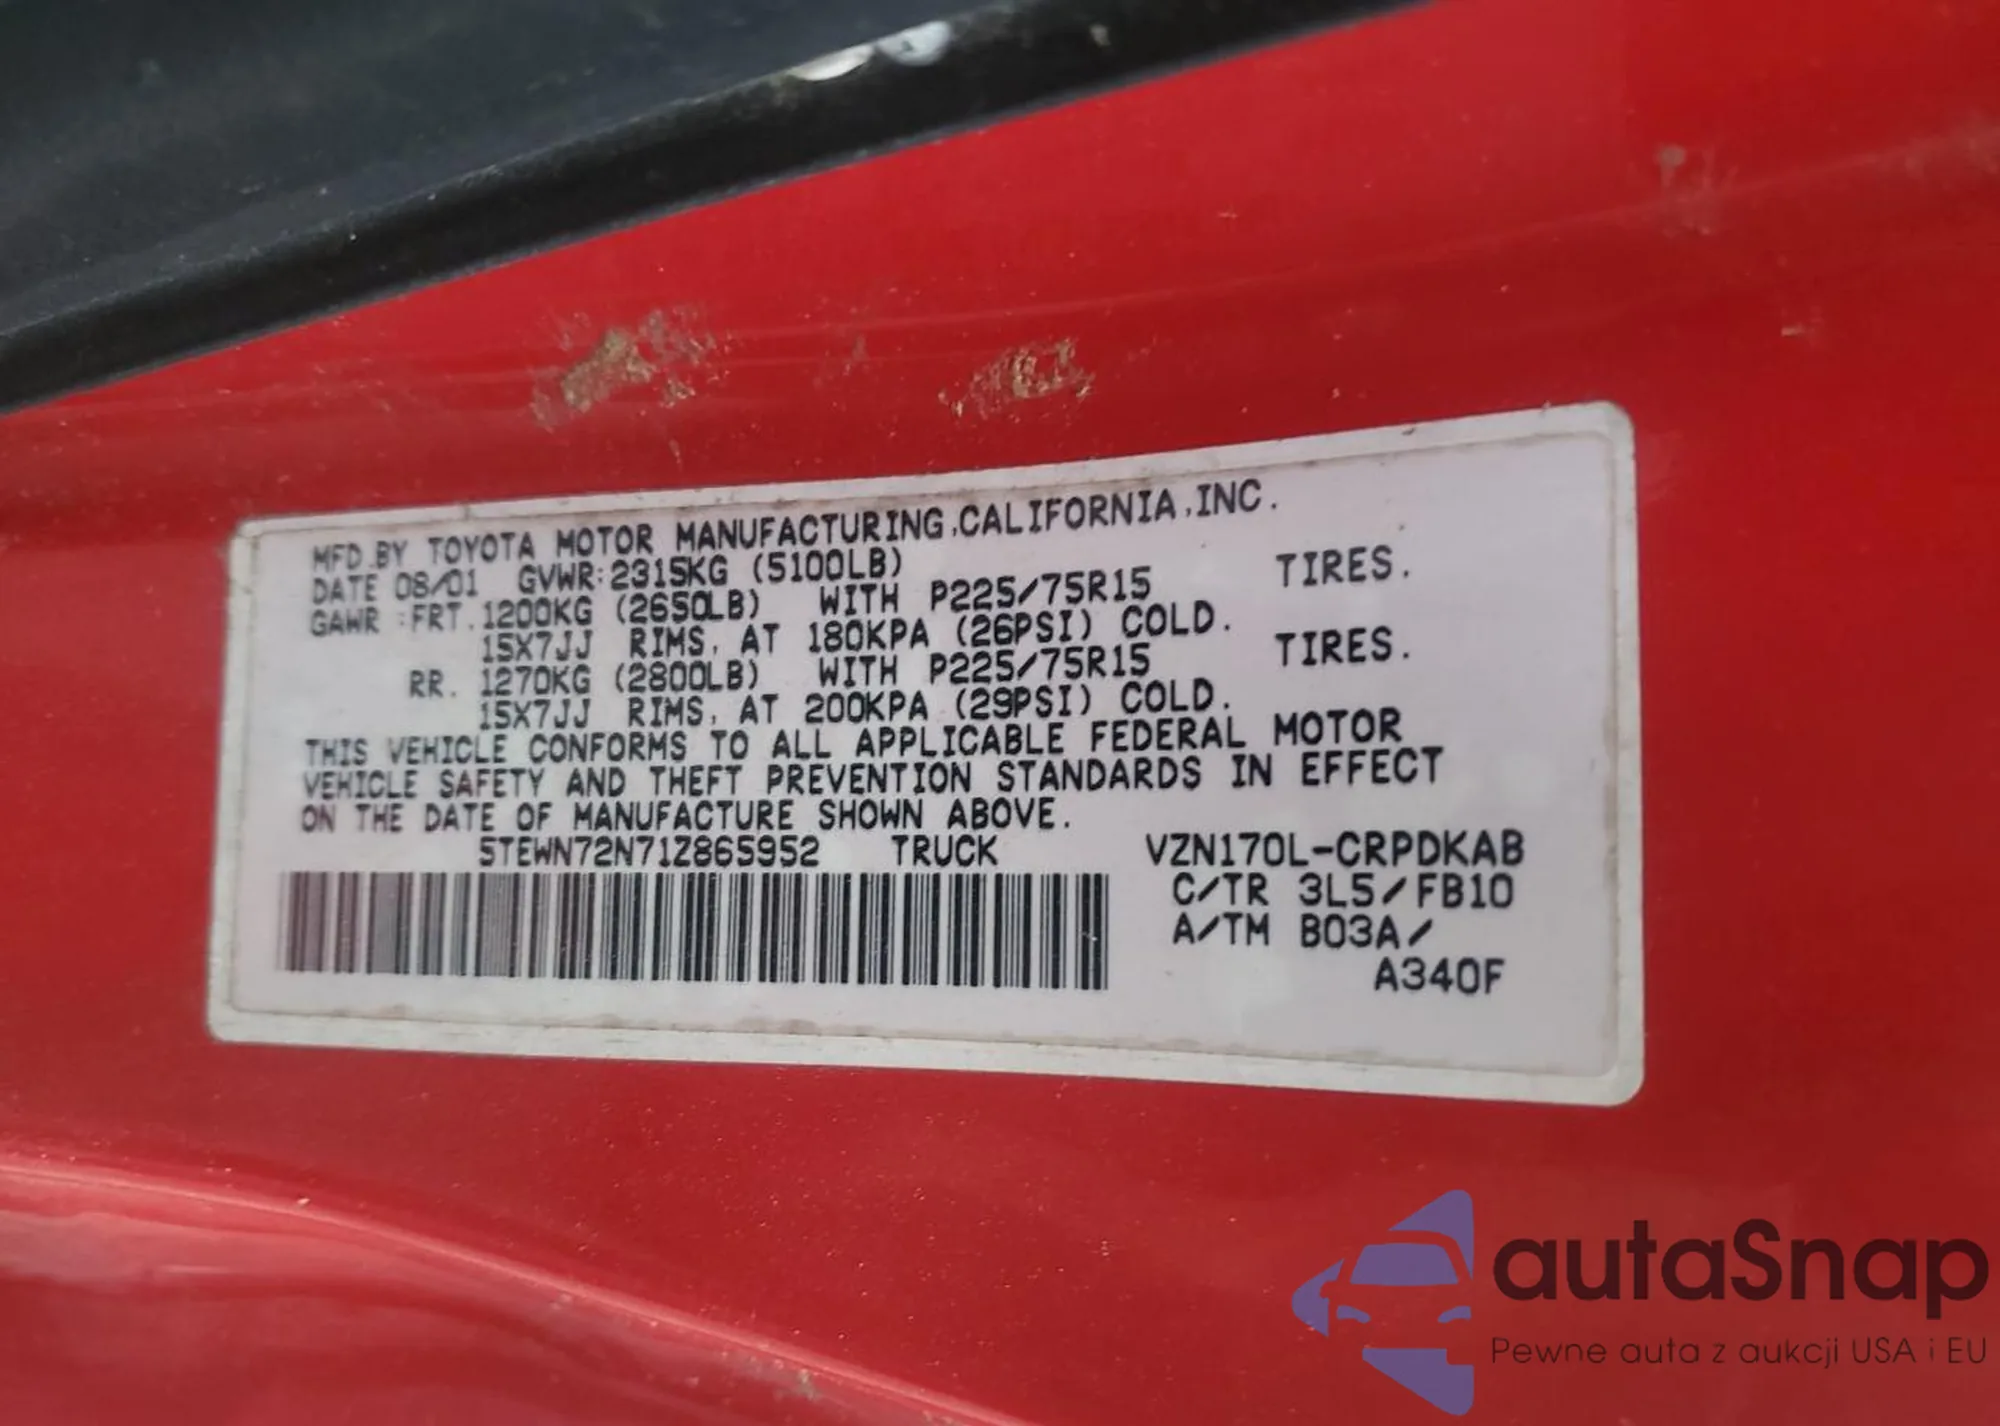 MFD.BY TOYOTA MOTOR MANUFACTURING,CALIFORNIA,INC.
DATE 08/01 GVWR:2315KG (5100LB)
GAWR:FRT.1200KG (2650LB) WITH P225/75R15 TIRES.
15X7JJ RIMS, AT 180KPA (26PSI) COLD.
RR. 1270KG (2800LB) WITH P225/75R15 TIRES.
15X7JJ RIMS, AT 200KPA (29PSI) COLD.
THIS VEHICLE CONFORMS TO ALL APPLICABLE FEDERAL MOTOR
VEHICLE SAFETY AND THEFT PREVENTION STANDARDS IN EFFECT
ON THE DATE OF MANUFACTURE SHOWN ABOVE.
5TEWN72N71Z865952 TRUCK VZN170L-CRPDKAB
C/TR 3L5/FB10
A/TM B03A/
A340F
autaSnap
Pewne auta z aukcji USA i EU